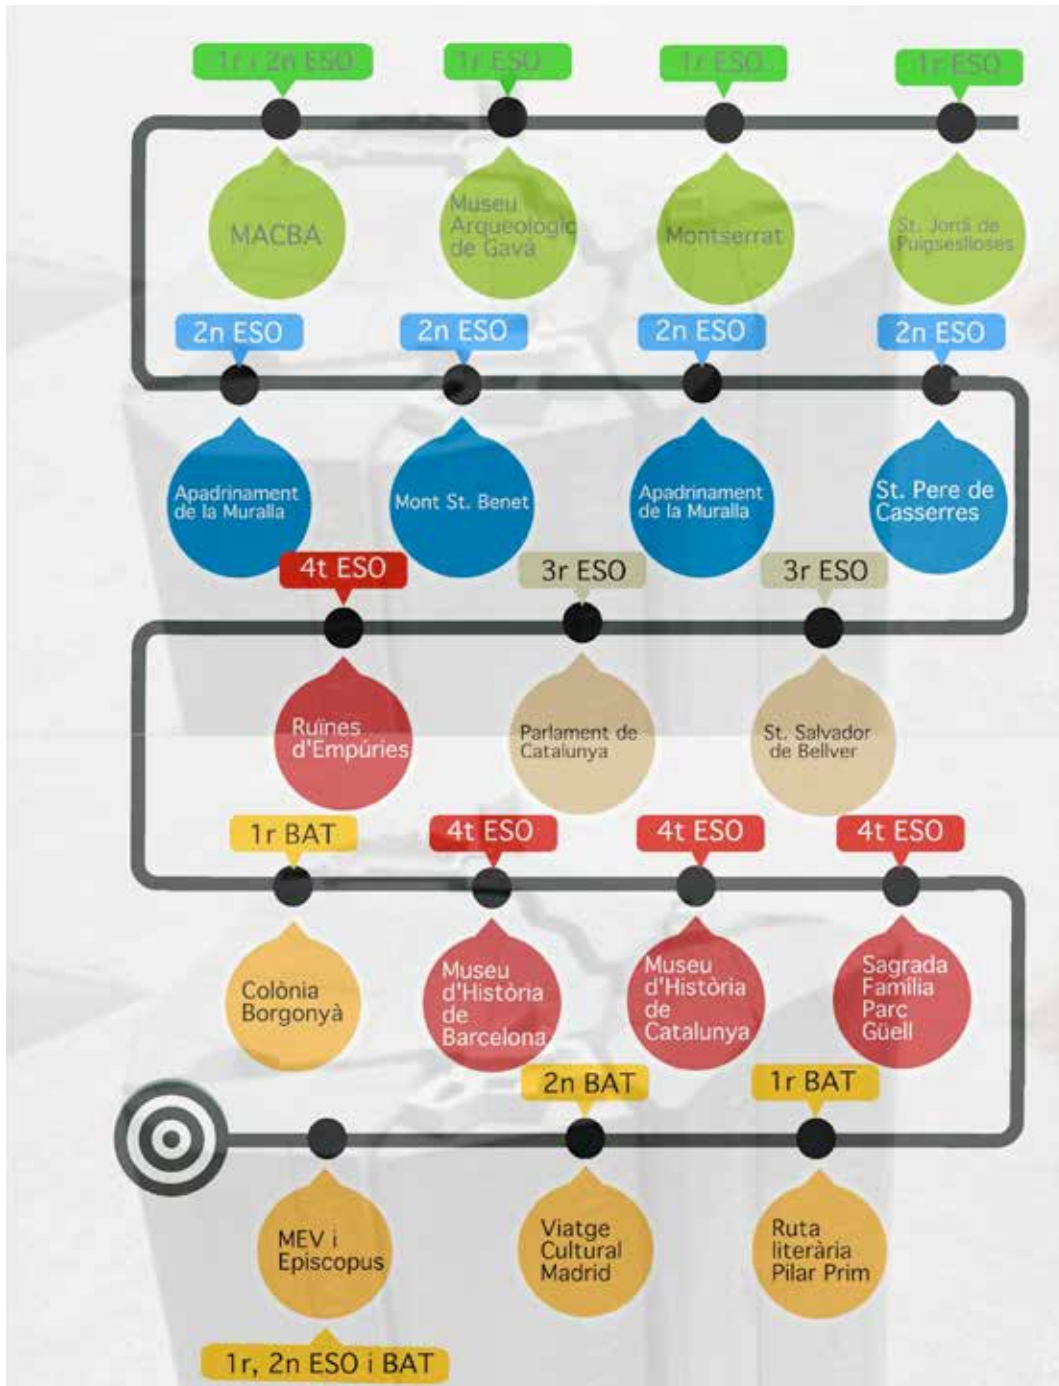 1r i 2n ESO
1r ESO
1r ESO
1r ESO
MACBA
Museu
Arqueologic
de Gavà
Montserrat
St. Jordi de
Puigseslloses
2n ESO
2n ESO
2n ESO
2n ESO
Apadrinament
de la Muralla
Mont St. Benet
Apadrinament
de la Muralla
St. Pere de
Casserres
4t ESO
3r ESO
3r ESO
Ruïnes
d'Empúries
Parlament de
Catalunya
St. Salvador
de Bellver
1r BAT
4t ESO
4t ESO
4t ESO
Colònia
Borgonyà
Museu
d'Història
de
Barcelona
Museu
d'Història
de
Catalunya
Sagrada
Família
Parc
Güell
2n BAT
1r BAT
MEV i
Episcopus
Viatge
Cultural
Madrid
Ruta
literària
Pilar Prim
1r, 2n ESO i BAT